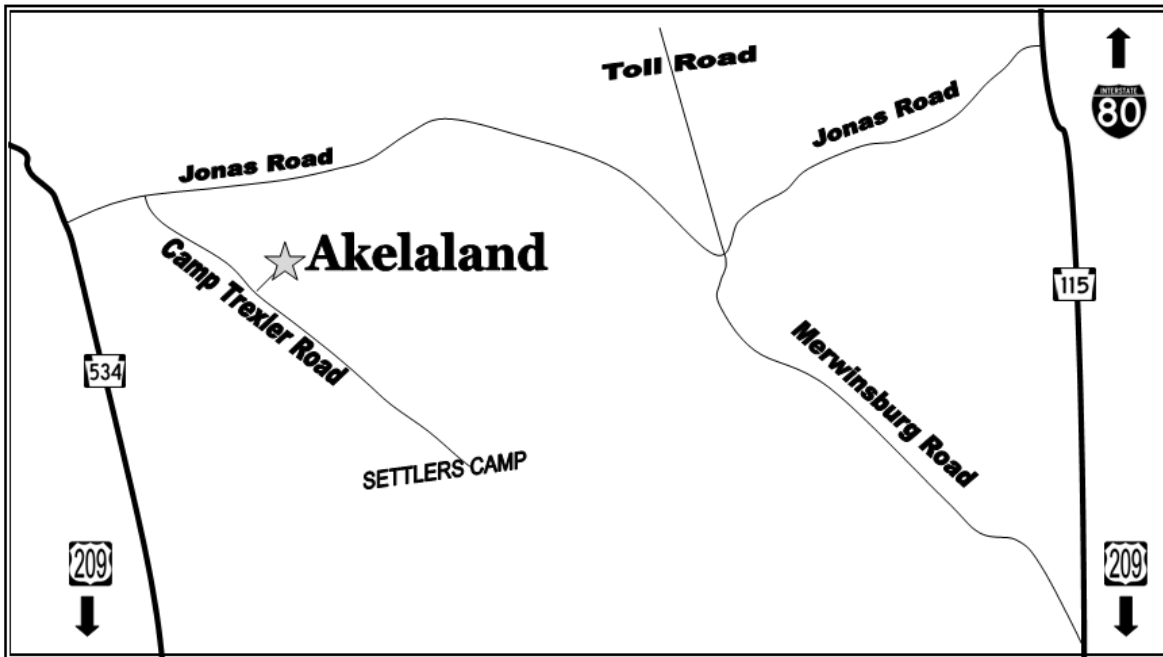 Toll Road
INTERSTATE
80
Jonas Road
Jonas Road
Akelaland
Camp Trexler Road
115
534
Merwinsburg Road
SETTLERS CAMP
209
209